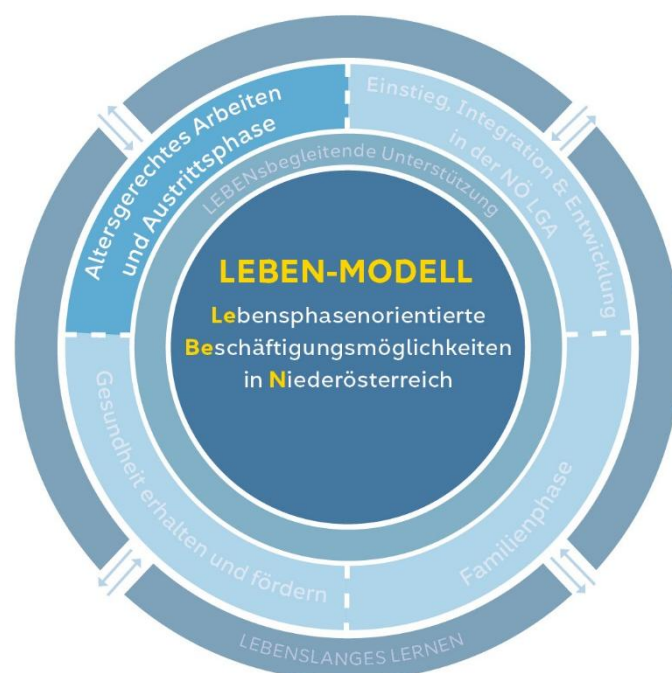 Altersgerechtes Arbeiten
und Austrittsphase
Einstieg, Integration & Entwicklung
in der NÖ LGA
LEBENsbegleitende Unterstützung
LEBEN-MODELL
Lebensphasenorientierte
Beschäftigungsmöglichkeiten
in Niederösterreich
Gesundheit erhalten und fördern
Familienphase
LEBENSLANGES LERNEN